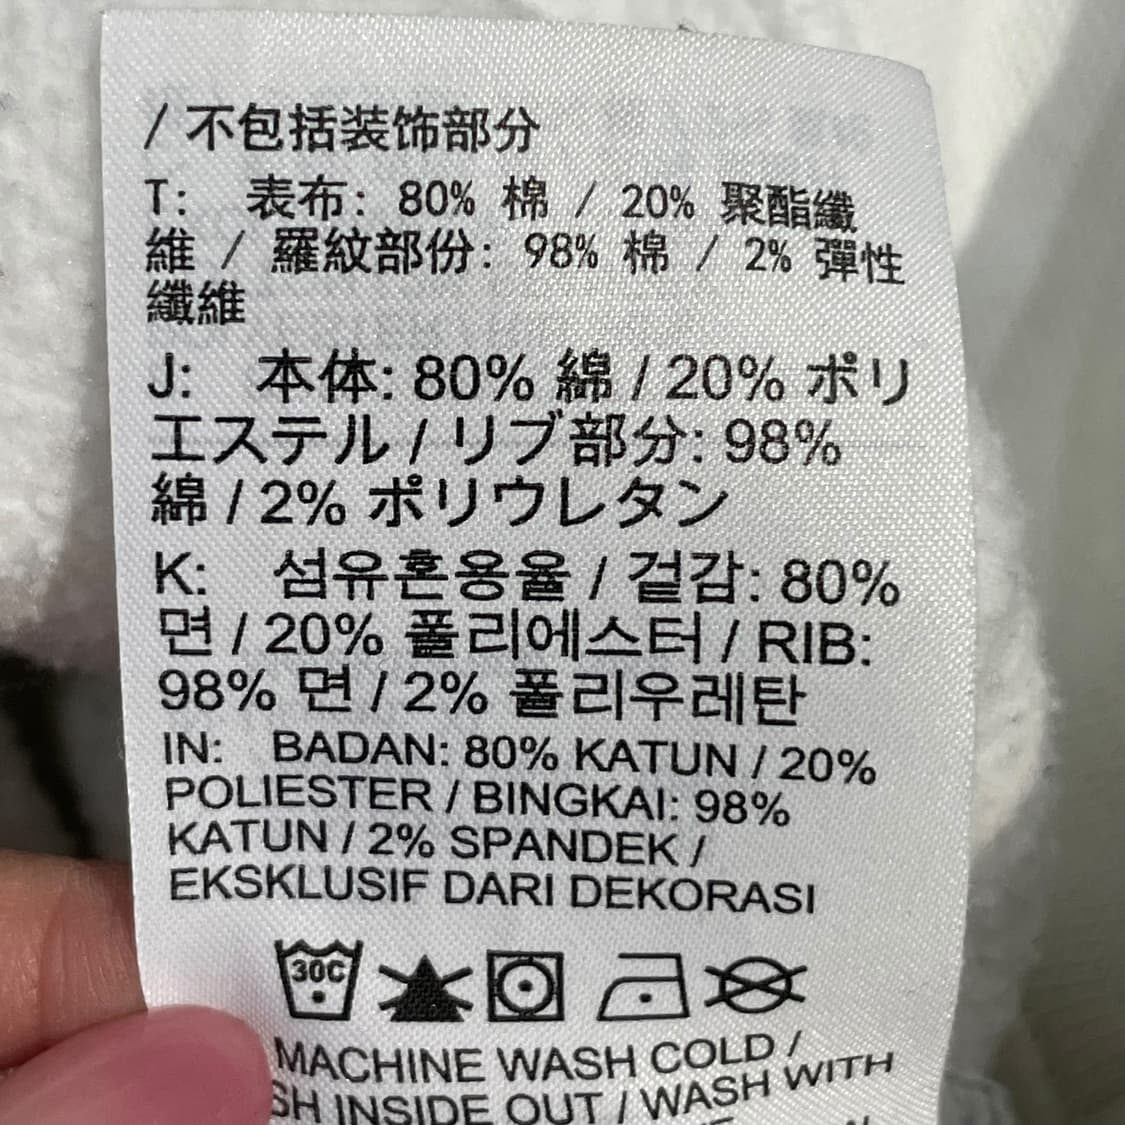 / 不包括装饰部分
T: 表布: 80% 棉 / 20% 聚酯纖
維 / 羅紋部份: 98% 棉 / 2% 彈性
纖維
J: 本体: 80% 綿 / 20% ポリ
エステル / リブ部分: 98%
綿 / 2% ポリウレタン
K: 섬유혼용율 / 겉감: 80%
면 / 20% 폴리에스터 / RIB:
98% 면 / 2% 폴리우레탄
IN: BADAN: 80% KATUN / 20%
POLIESTER / BINGKAI: 98%
KATUN / 2% SPANDEK /
EKSKLUSIF DARI DEKORASI
30C
MACHINE WASH COLD /
INSIDE OUT / WASH WITH